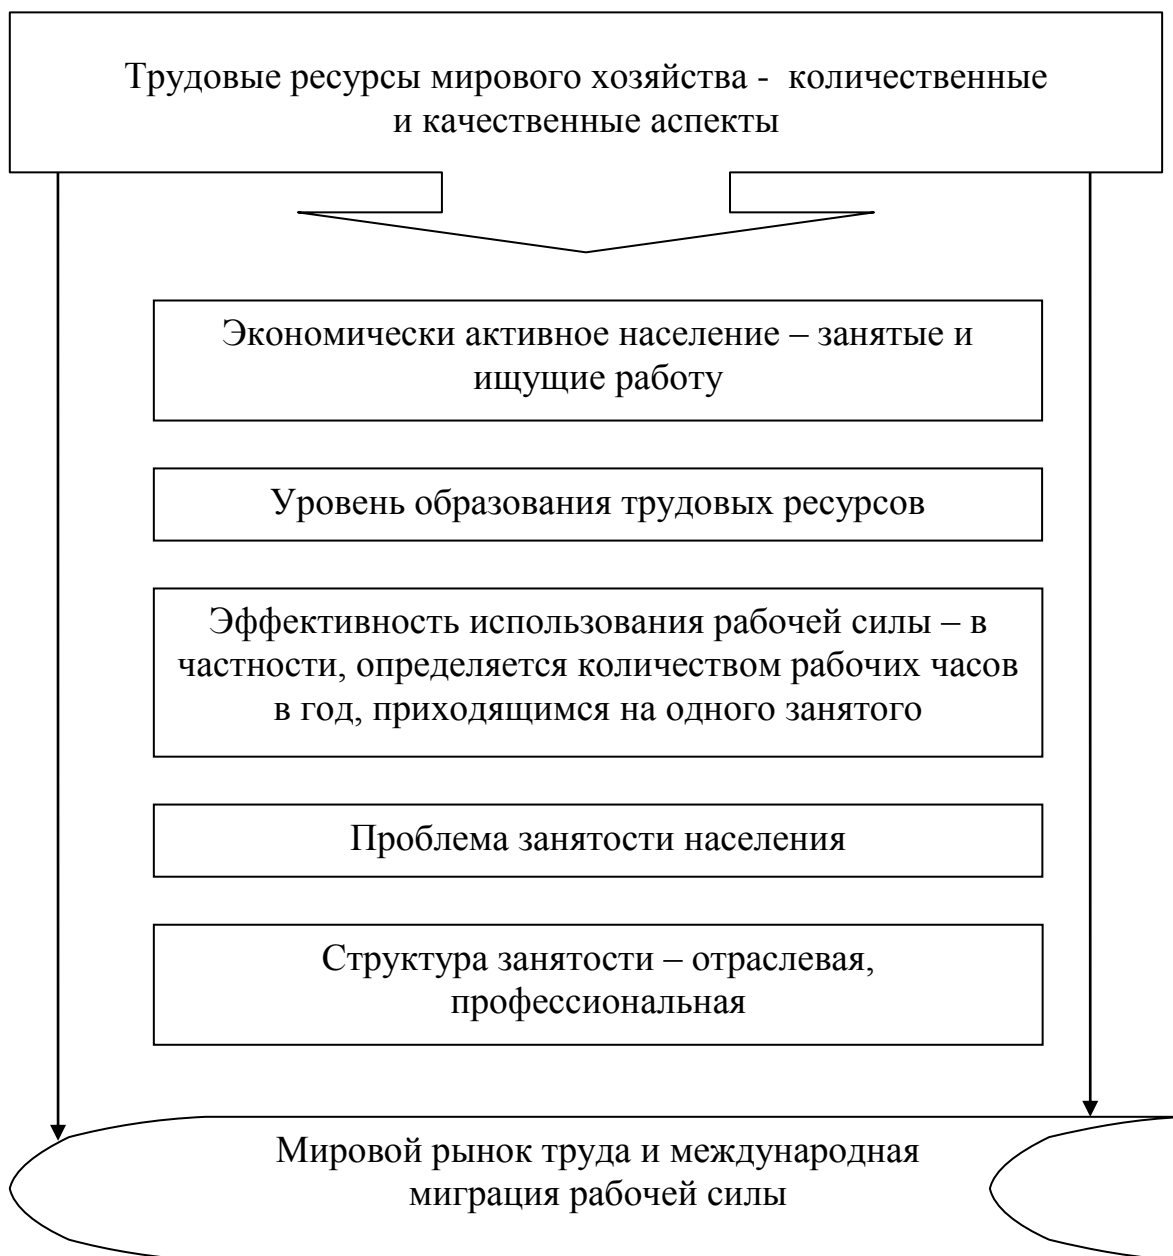 Трудовые ресурсы мирового хозяйства -  количественные
и качественные аспекты
Экономически активное население – занятые и
ищущие работу
Уровень образования трудовых ресурсов
Эффективность использования рабочей силы – в
частности, определяется количеством рабочих часов
в год, приходящимся на одного занятого
Проблема занятости населения
Структура занятости – отраслевая,
профессиональная
Мировой рынок труда и международная
миграция рабочей силы